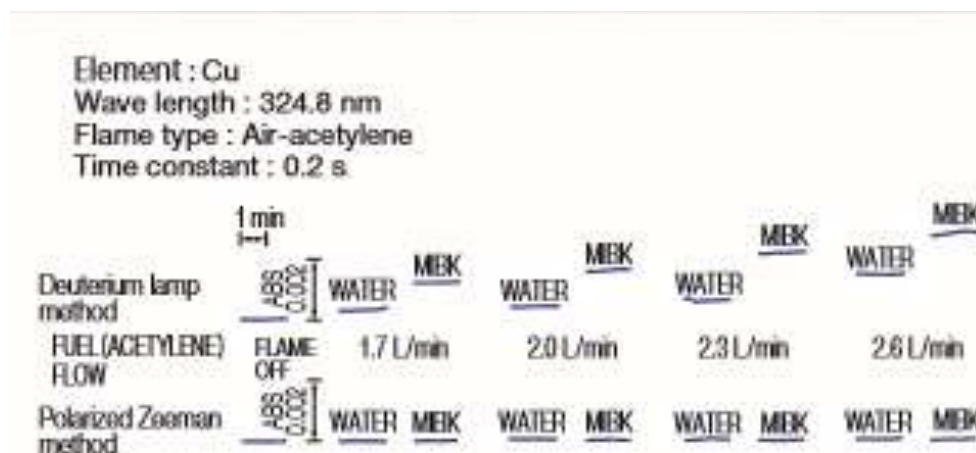 Element : Cu
Wave length : 324.8 nm
Flame type : Air-acetylene
Time constant : 0.2 s
1 min
MIBK
MIBK
MIBK
MIBK
WATER
Deuterium lamp method
ABS 0.002
WATER
WATER
WATER
FUEL (ACETYLENE) FLOW
FLAME OFF
1.7 L/min
2.0 L/min
2.3 L/min
2.6 L/min
Polarized Zeeman method
ABS 0.002
WATER MIBK
WATER MIBK
WATER MIBK
WATER MIBK